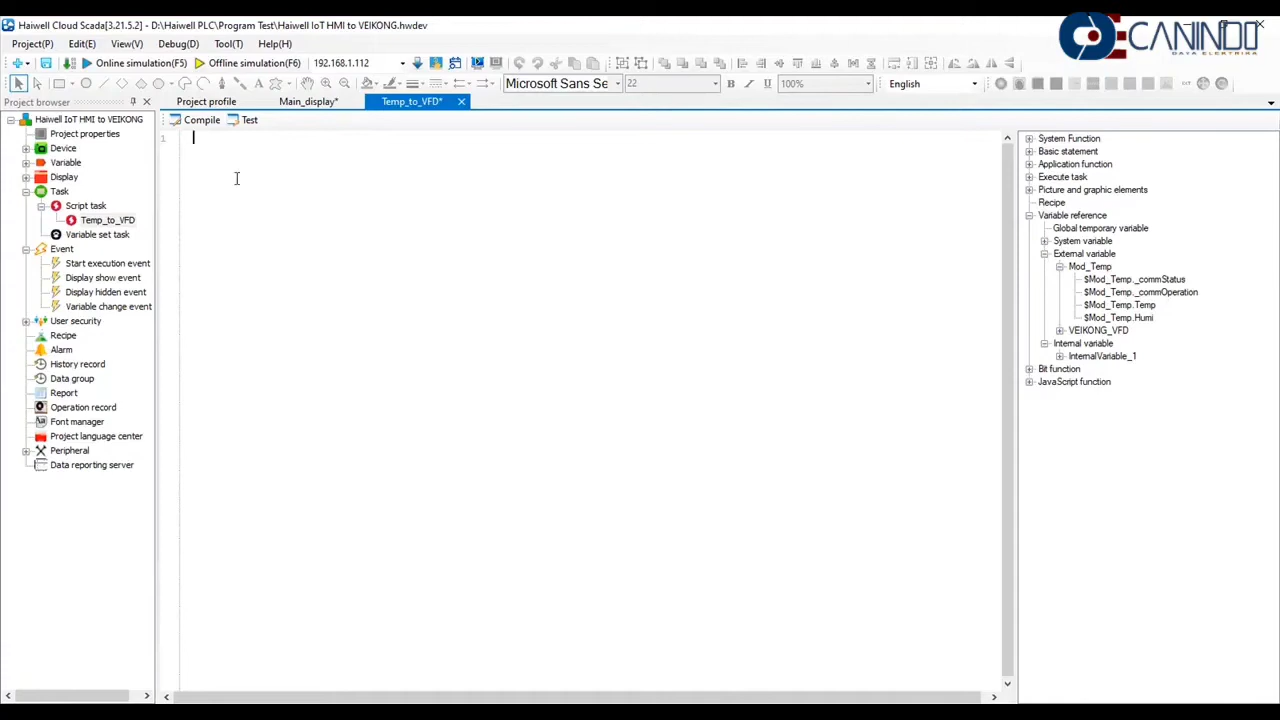 Haiwell Cloud Scada[3.21.5.2] - D:\Haiwell PLC\Program Test\Haiwell IoT HMI to VEIKONG.hwdev
CANINDO
DAYA ELEKTRIKA
Project(P) Edit(E) View(V) Debug(D) Tool(T) Help(H)
Online simulation(F5) Offline simulation(F6) 192.168.1.112
Microsoft Sans Se 22 B I U 100% English
Project browser
Project profile Main_display* Temp_to_VFD*
Compile Test
1
Haiwell IoT HMI to VEIKONG
Project properties
Device
Variable
Display
Task
Script task
Temp_to_VFD
Variable set task
Event
Start execution event
Display show event
Display hidden event
Variable change event
User security
Recipe
Alarm
History record
Data group
Report
Operation record
Font manager
Project language center
Peripheral
Data reporting server
System Function
Basic statement
Application function
Execute task
Picture and graphic elements
Recipe
Variable reference
Global temporary variable
System variable
External variable
Mod_Temp
$Mod_Temp._commStatus
$Mod_Temp._commOperation
$Mod_Temp.Temp
$Mod_Temp.Humi
VEIKONG_VFD
Internal variable
InternalVariable_1
Bit function
JavaScript function